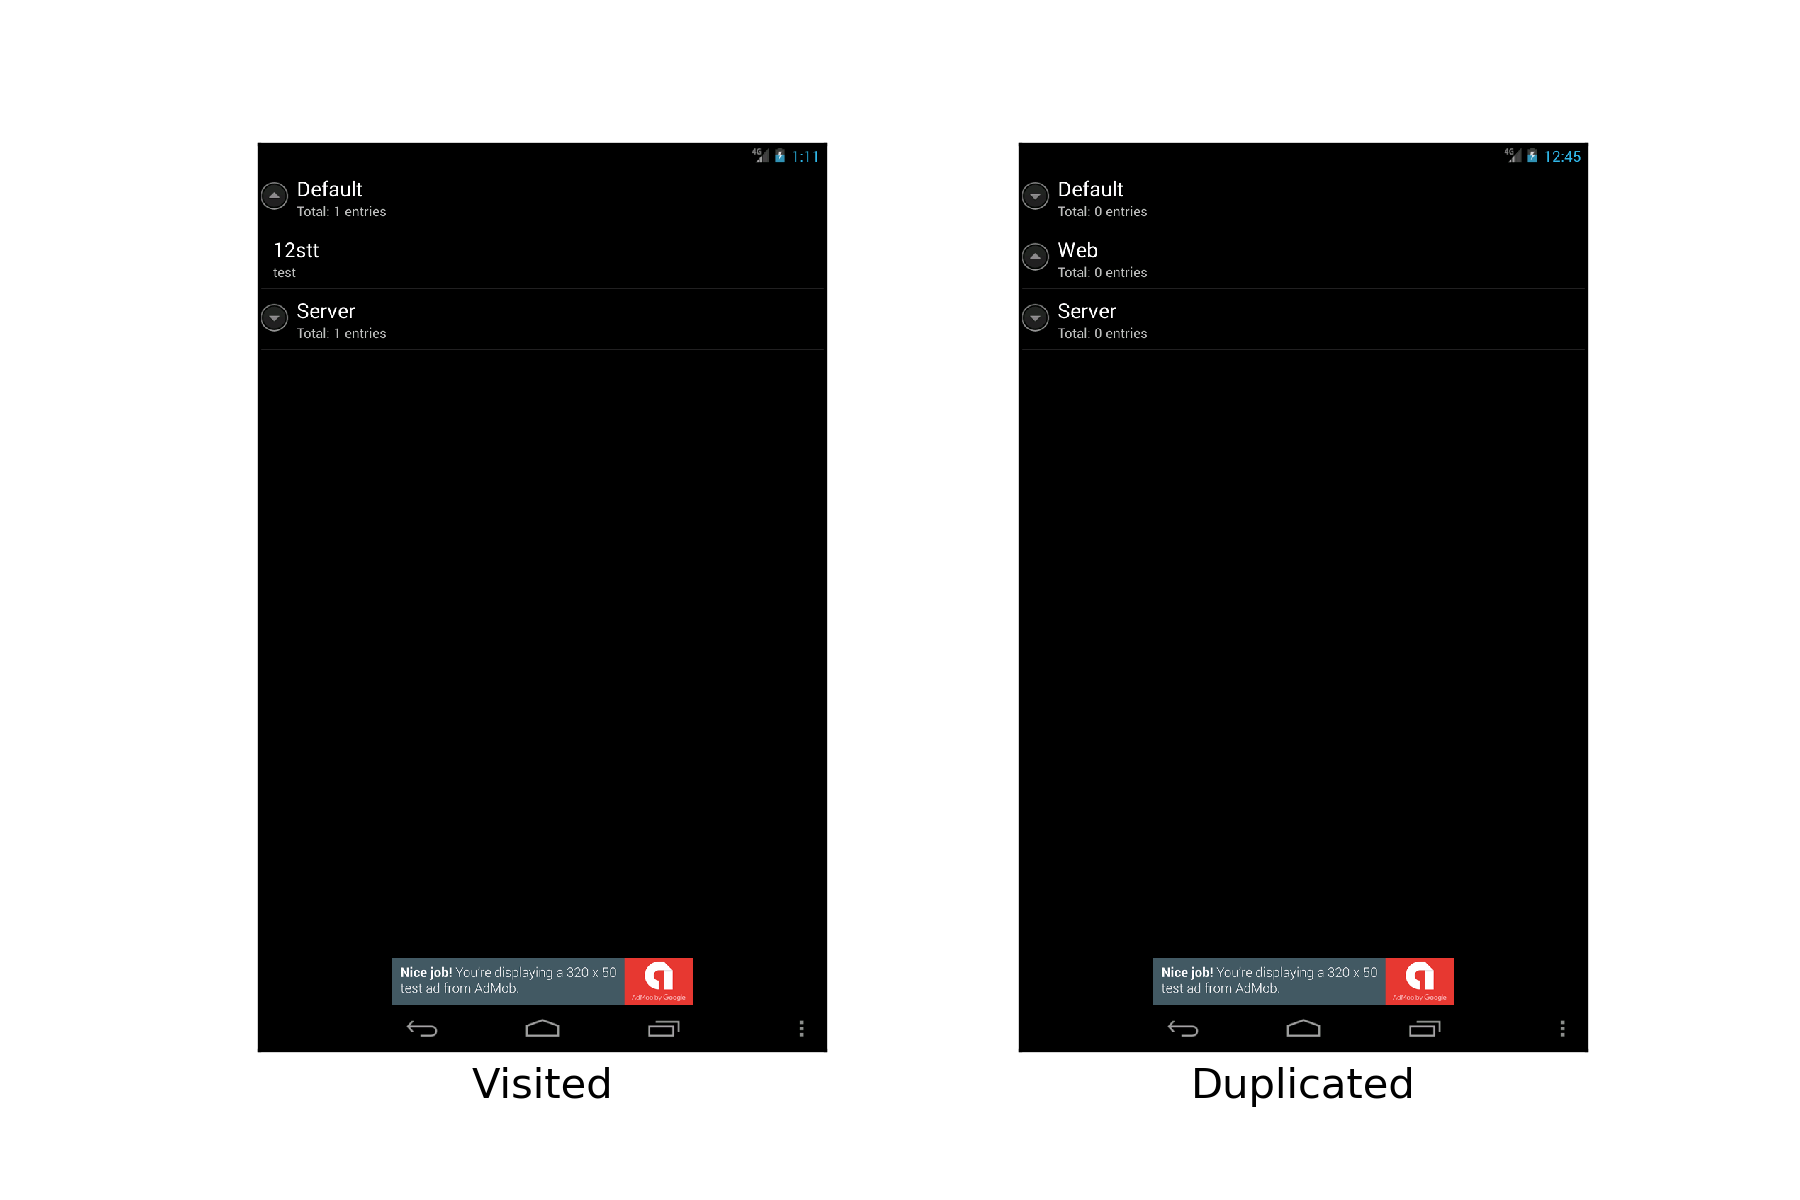 4G 1:11
Default
Total: 1 entries
12stt
test
Server
Total: 1 entries
Nice job! You're displaying a 320 x 50
test ad from AdMob.
AdMob by Google
Visited
4G 12:45
Default
Total: 0 entries
Web
Total: 0 entries
Server
Total: 0 entries
Nice job! You're displaying a 320 x 50
test ad from AdMob.
AdMob by Google
Duplicated